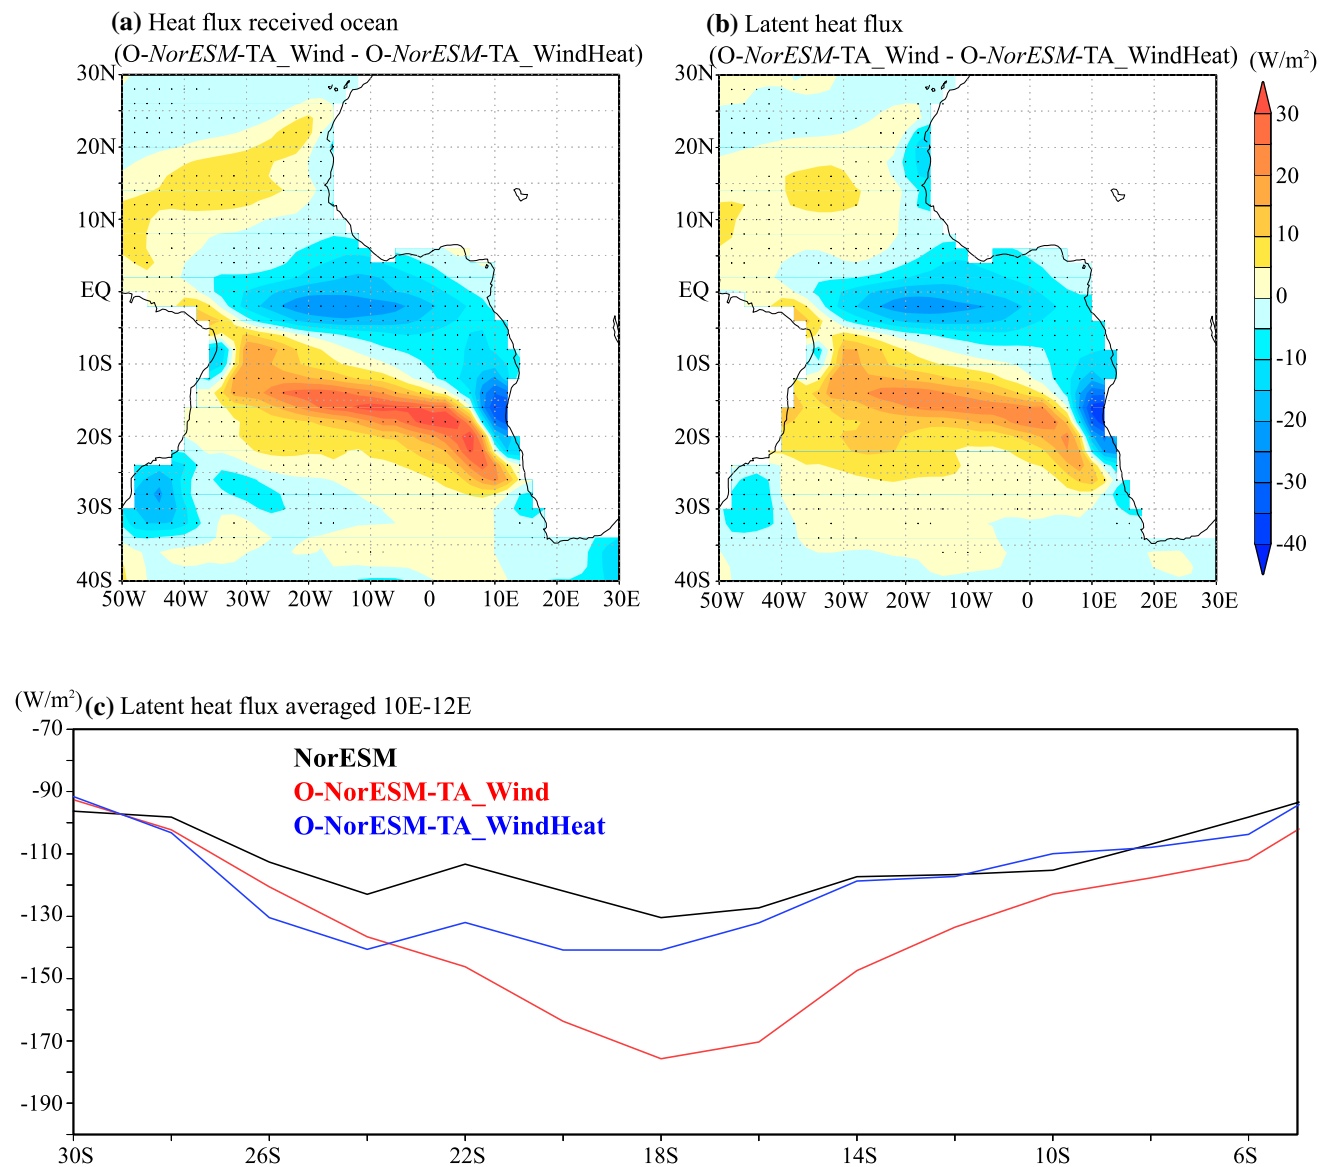 (a) Heat flux received ocean
(O-NorESM-TA_Wind - O-NorESM-TA_WindHeat)
30N
20N
10N
EQ
10S
20S
30S
40S
50W 40W 30W 20W 10W 0 10E 20E 30E
(b) Latent heat flux
(O-NorESM-TA_Wind - O-NorESM-TA_WindHeat)
(W/m²)
30N
20N
10N
EQ
10S
20S
30S
40S
50W 40W 30W 20W 10W 0 10E 20E 30E
30
20
10
0
-10
-20
-30
-40
(W/m²)
(c) Latent heat flux averaged 10E-12E
-70
-90
-110
-130
-150
-170
-190
NorESM
O-NorESM-TA_Wind
O-NorESM-TA_WindHeat
30S 26S 22S 18S 14S 10S 6S